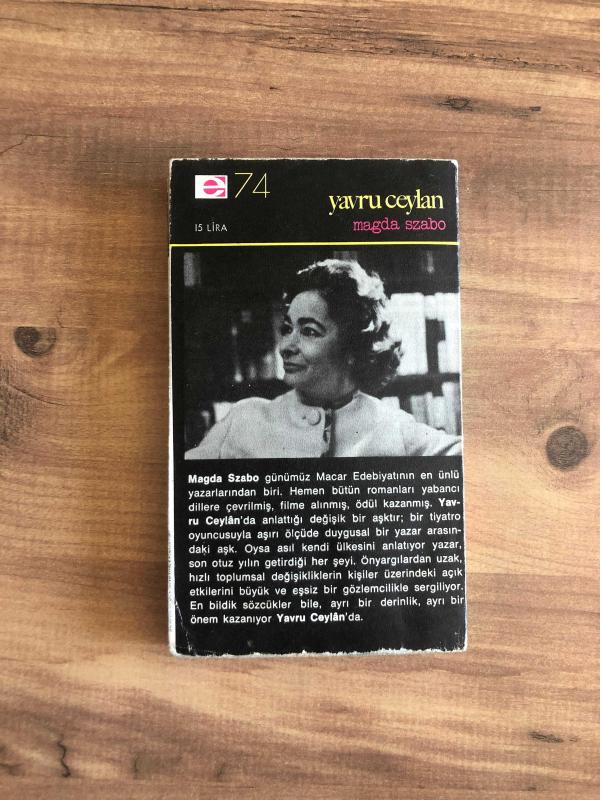 e 74
yavru ceylan
15 LİRA
magda szabo
Magda Szabo günümüz Macar Edebiyatının en ünlü
yazarlarından biri. Hemen bütün romanları yabancı
dillere çevrilmiş, filme alınmış, ödül kazanmış. Yav-
ru Ceylân'da anlattığı değişik bir aşktır; bir tiyatro
oyuncusuyla aşırı ölçüde duygusal bir yazar arasın-
daki aşk. Oysa asıl kendi ülkesini anlatıyor yazar,
son otuz yılın getirdiği her şeyi. Önyargılardan uzak,
hızlı toplumsal değişikliklerin kişiler üzerindeki açık
etkilerini büyük ve eşsiz bir gözlemcilikle sergiliyor.
En bildik sözcükler bile, ayrı bir derinlik, ayrı bir
önem kazanıyor Yavru Ceylân'da.